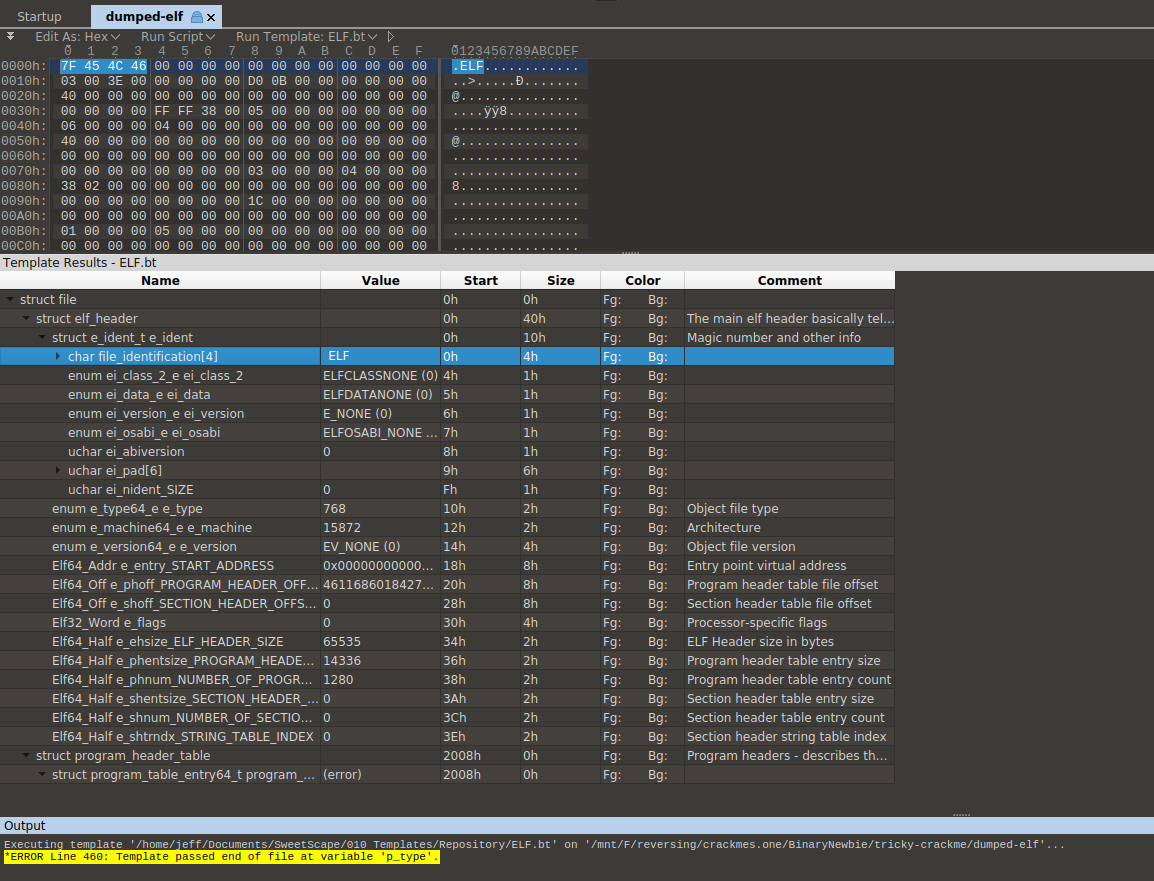 Startup dumped-elf
Edit As: Hex Run Script Run Template: ELF.bt
0 1 2 3 4 5 6 7 8 9 A B C D E F 0123456789ABCDEF
0000h: 7F 45 4C 46 00 00 00 00 00 00 00 00 00 00 00 00 .ELF............
0010h: 03 00 3E 00 00 00 00 00 D0 0B 00 00 00 00 00 00 ..>.....Ð.......
0020h: 40 00 00 00 00 00 00 00 00 00 00 00 00 00 00 00 @...............
0030h: 00 00 00 00 FF FF 38 00 05 00 00 00 00 00 00 00 ....ÿÿ8.........
0040h: 06 00 00 00 04 00 00 00 00 00 00 00 00 00 00 00 ................
0050h: 40 00 00 00 00 00 00 00 00 00 00 00 00 00 00 00 @...............
0060h: 00 00 00 00 00 00 00 00 00 00 00 00 00 00 00 00 ................
0070h: 00 00 00 00 00 00 00 00 03 00 00 00 04 00 00 00 ................
0080h: 38 02 00 00 00 00 00 00 00 00 00 00 00 00 00 00 8...............
0090h: 00 00 00 00 00 00 00 00 1C 00 00 00 00 00 00 00 ................
00A0h: 00 00 00 00 00 00 00 00 00 00 00 00 00 00 00 00 ................
00B0h: 01 00 00 00 05 00 00 00 00 00 00 00 00 00 00 00 ................
00C0h: 00 00 00 00 00 00 00 00 00 00 00 00 00 00 00 00 ................
Template Results - ELF.bt
Name Value Start Size Color Comment
struct file 0h 0h Fg: Bg:
struct elf_header 0h 40h Fg: Bg: The main elf header basically tel...
struct e_ident_t e_ident 0h 10h Fg: Bg: Magic number and other info
char file_identification[4] ELF 0h 4h Fg: Bg:
enum ei_class_2_e ei_class_2 ELFCLASSNONE (0) 4h 1h Fg: Bg:
enum ei_data_e ei_data ELFDATANONE (0) 5h 1h Fg: Bg:
enum ei_version_e ei_version E_NONE (0) 6h 1h Fg: Bg:
enum ei_osabi_e ei_osabi ELFOSABI_NONE ... 7h 1h Fg: Bg:
uchar ei_abiversion 0 8h 1h Fg: Bg:
uchar ei_pad[6] 9h 6h Fg: Bg:
uchar ei_nident_SIZE 0 Fh 1h Fg: Bg:
enum e_type64_e e_type 768 10h 2h Fg: Bg: Object file type
enum e_machine64_e e_machine 15872 12h 2h Fg: Bg: Architecture
enum e_version64_e e_version EV_NONE (0) 14h 4h Fg: Bg: Object file version
Elf64_Addr e_entry_START_ADDRESS 0x00000000000... 18h 8h Fg: Bg: Entry point virtual address
Elf64_Off e_phoff_PROGRAM_HEADER_OFF... 4611686018427... 20h 8h Fg: Bg: Program header table file offset
Elf64_Off e_shoff_SECTION_HEADER_OFFS... 0 28h 8h Fg: Bg: Section header table file offset
Elf32_Word e_flags 0 30h 4h Fg: Bg: Processor-specific flags
Elf64_Half e_ehsize_ELF_HEADER_SIZE 65535 34h 2h Fg: Bg: ELF Header size in bytes
Elf64_Half e_phentsize_PROGRAM_HEADE... 14336 36h 2h Fg: Bg: Program header table entry size
Elf64_Half e_phnum_NUMBER_OF_PROGR... 1280 38h 2h Fg: Bg: Program header table entry count
Elf64_Half e_shentsize_SECTION_HEADER_... 0 3Ah 2h Fg: Bg: Section header table entry size
Elf64_Half e_shnum_NUMBER_OF_SECTIO... 0 3Ch 2h Fg: Bg: Section header table entry count
Elf64_Half e_shtrndx_STRING_TABLE_INDEX 0 3Eh 2h Fg: Bg: Section header string table index
struct program_header_table 2008h 0h Fg: Bg: Program headers - describes th...
struct program_table_entry64_t program_... (error) 2008h 0h Fg: Bg:
Output
Executing template '/home/jeff/Documents/SweetScape/010 Templates/Repository/ELF.bt' on '/mnt/F/reversing/crackmes.one/BinaryNewbie/tricky-crackme/dumped-elf'...
*ERROR Line 460: Template passed end of file at variable 'p_type'.